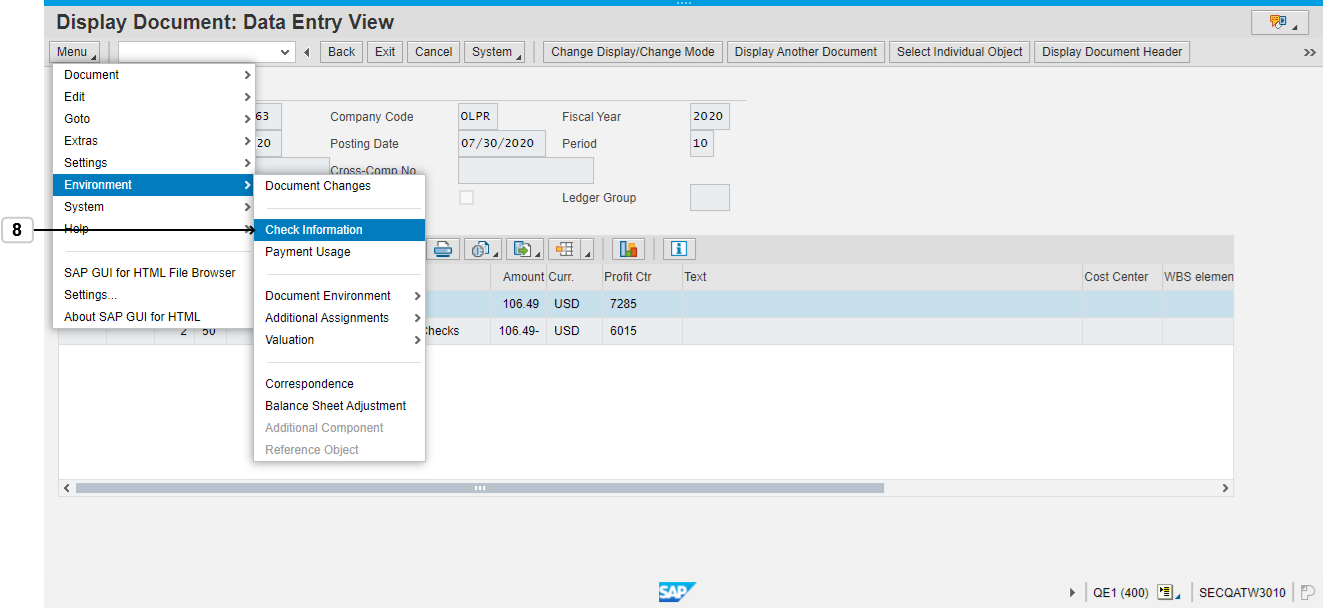 Display Document: Data Entry View
Menu Back Exit Cancel System Change Display/Change Mode Display Another Document Select Individual Object Display Document Header
Document
Edit
Goto
Extras
Settings
Environment
System
Help
SAP GUI for HTML File Browser
Settings...
About SAP GUI for HTML
63 Company Code OLPR Fiscal Year 2020
20 Posting Date 07/30/2020 Period 10
Cross-Comp No
Ledger Group
8
Document Changes
Check Information
Payment Usage
Document Environment
Additional Assignments
Valuation
Correspondence
Balance Sheet Adjustment
Additional Component
Reference Object
Amount Curr. Profit Ctr Text Cost Center WBS elemen
106.49 USD 7285
2 50 Checks 106.49- USD 6015
SAP QE1 (400) SECQATW3010